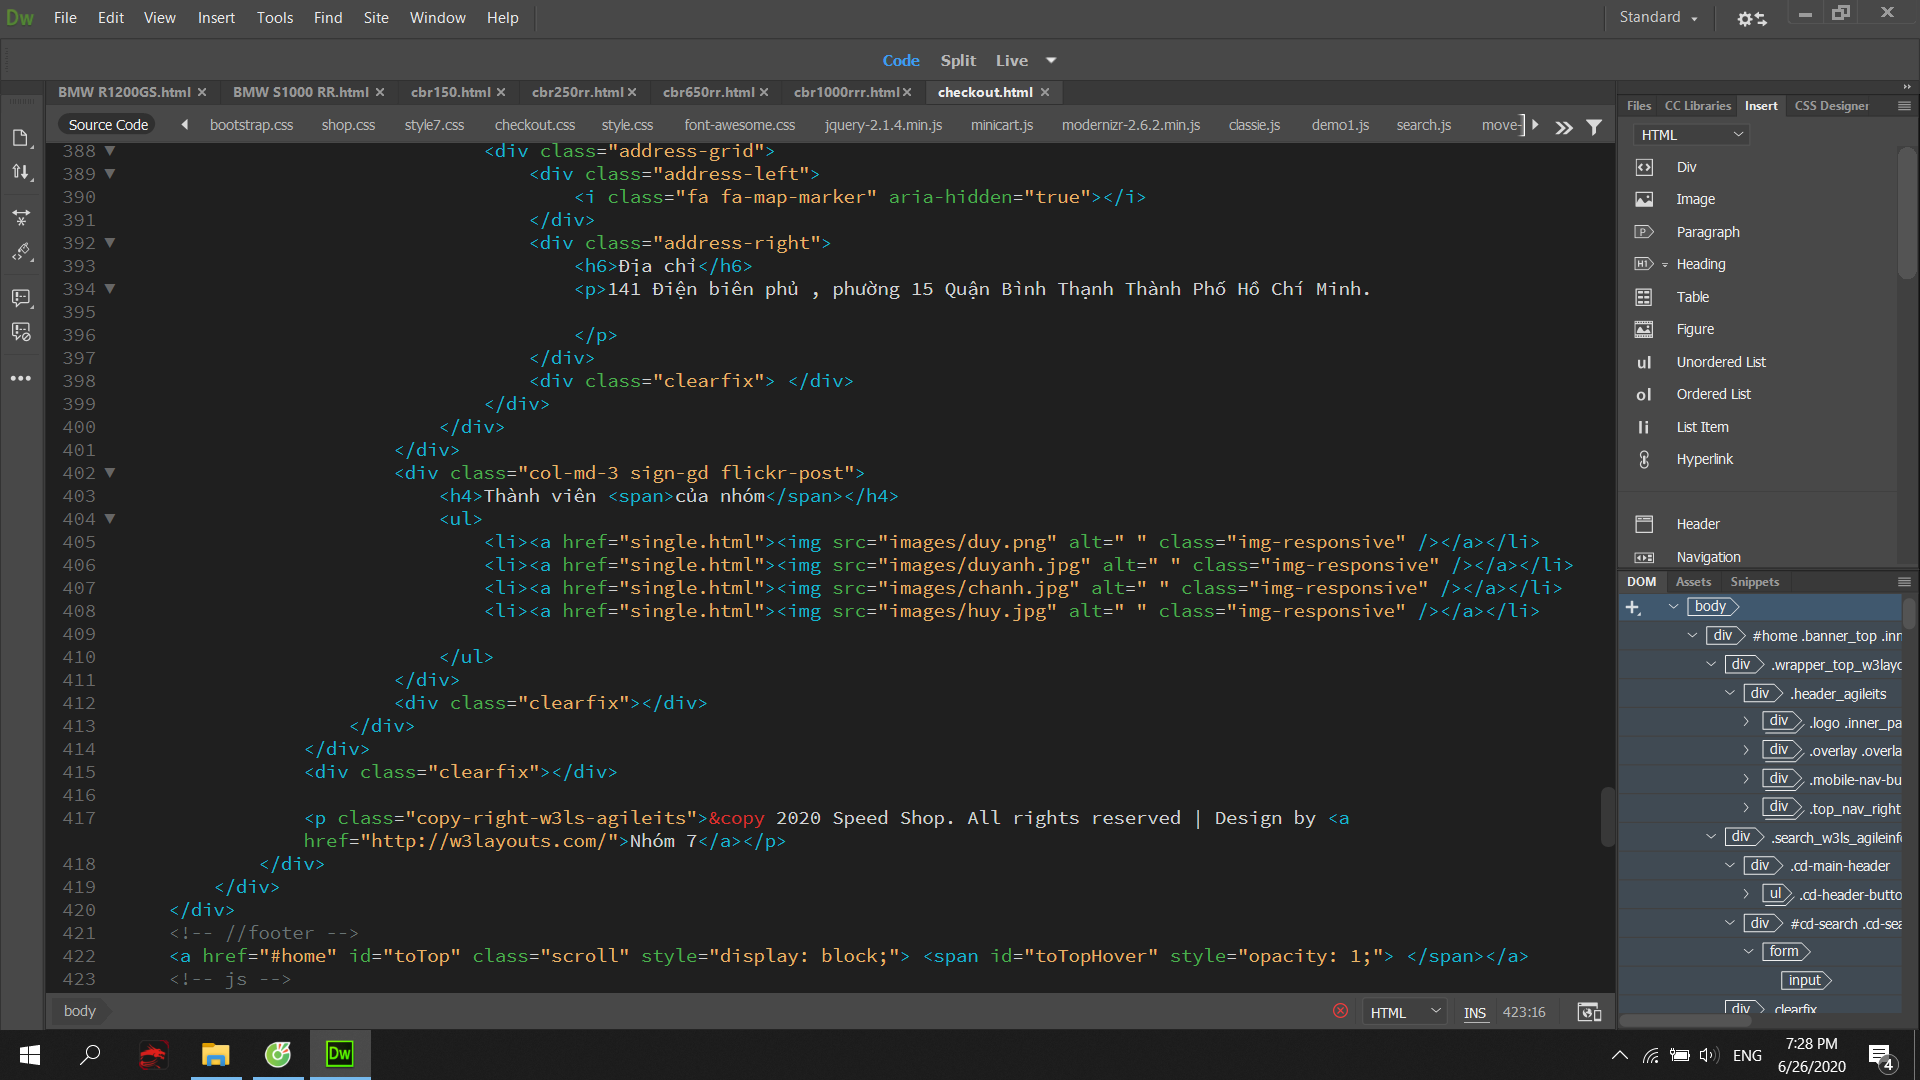 Dw File Edit View Insert Tools Find Site Window Help Standard
Code Split Live
BMW R1200GS.html BMW S1000 RR.html cbr150.html cbr250rr.html cbr650rr.html cbr1000rrr.html checkout.html
Source Code bootstrap.css shop.css style7.css checkout.css style.css font-awesome.css jquery-2.1.4.min.js minicart.js modernizr-2.6.2.min.js classie.js demo1.js search.js move-
388 <div class="address-grid">
389 <div class="address-left">
390 <i class="fa fa-map-marker" aria-hidden="true"></i>
391 </div>
392 <div class="address-right">
393 <h6>Địa chỉ</h6>
394 <p>141 Điện biên phủ , phường 15 Quận Bình Thạnh Thành Phố Hồ Chí Minh.
395
396 </p>
397 </div>
398 <div class="clearfix"> </div>
399 </div>
400 </div>
401 </div>
402 <div class="col-md-3 sign-gd flickr-post">
403 <h4>Thành viên <span>của nhóm</span></h4>
404 <ul>
405 <li><a href="single.html"><img src="images/duy.png" alt=" " class="img-responsive" /></a></li>
406 <li><a href="single.html"><img src="images/duyanh.jpg" alt=" " class="img-responsive" /></a></li>
407 <li><a href="single.html"><img src="images/chanh.jpg" alt=" " class="img-responsive" /></a></li>
408 <li><a href="single.html"><img src="images/huy.jpg" alt=" " class="img-responsive" /></a></li>
409
410 </ul>
411 </div>
412 <div class="clearfix"></div>
413 </div>
414 </div>
415 <div class="clearfix"></div>
416
417 <p class="copy-right-w3ls-agileits">&copy 2020 Speed Shop. All rights reserved | Design by <a
href="http://w3layouts.com/">Nhóm 7</a></p>
418 </div>
419 </div>
420 </div>
421 <!-- //footer -->
422 <a href="#home" id="toTop" class="scroll" style="display: block;"> <span id="toTopHover" style="opacity: 1;"> </span></a>
423 <!-- js -->
body HTML INS 423:16
Files CC Libraries Insert CSS Designer
HTML
Div
Image
Paragraph
Heading
Table
Figure
ul Unordered List
ol Ordered List
li List Item
Hyperlink
Header
Navigation
DOM Assets Snippets
body
div #home .banner_top .inn
div .wrapper_top_w3layo
div .header_agileits
div .logo .inner_pa
div .overlay .overla
div .mobile-nav-bu
div .top_nav_right
div .search_w3ls_agileinfo
div .cd-main-header
ul .cd-header-butto
div #cd-search .cd-sea
form
input
div .clearfix
Dw ENG 7:28 PM
6/26/2020 4